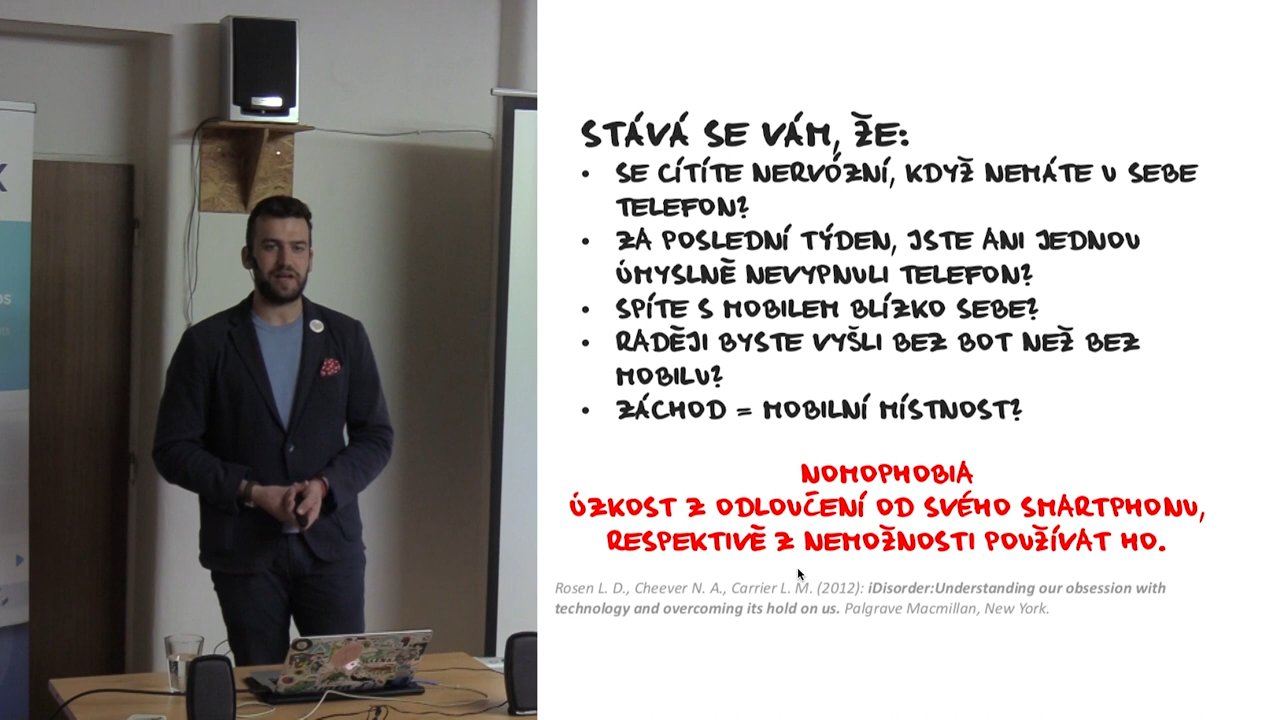 STÁVÁ SE VÁM, ŽE:
• SE CÍTÍTE NERVÓZNÍ, KDYŽ NEMÁTE U SEBE
TELEFON?
• ZA POSLEDNÍ TÝDEN, JSTE ANI JEDNOU
ÚMYSLNĚ NEVYPNULI TELEFON?
• SPÍTE S MOBILEM BLÍZKO SEBE?
• RADĚJI BYSTE VYŠLI BEZ BOT NEŽ BEZ
MOBILU?
• ZÁCHOD = MOBILNÍ MÍSTNOST?
NOMOPHOBIA
ÚZKOST Z ODLOUČENÍ OD SVÉHO SMARTPHONU,
RESPEKTIVĚ Z NEMOŽNOSTI POUŽÍVAT HO.
Rosen L. D., Cheever N. A., Carrier L. M. (2012): iDisorder:Understanding our obsession with
technology and overcoming its hold on us. Palgrave Macmillan, New York.